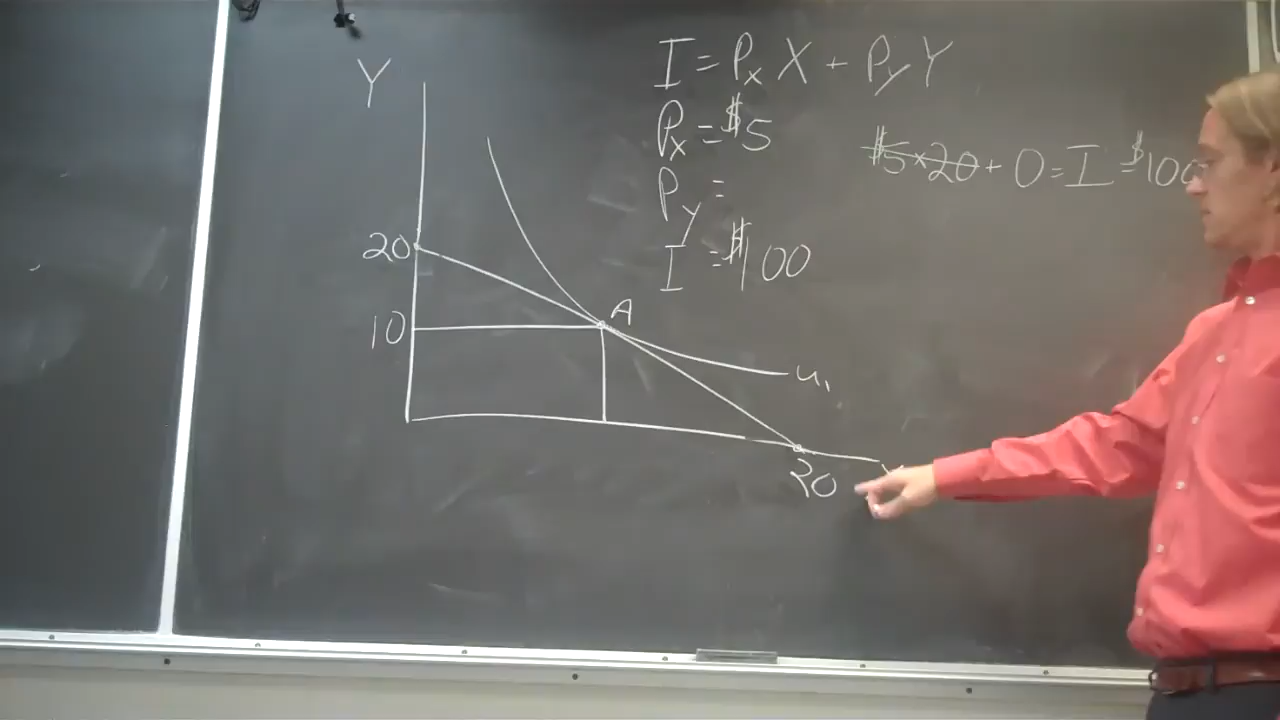 I = Px X + Py Y
Px = $5
Py =
I = $100
$5 × 20 + 0 = I = $100
Y
20
10
A
u1
20